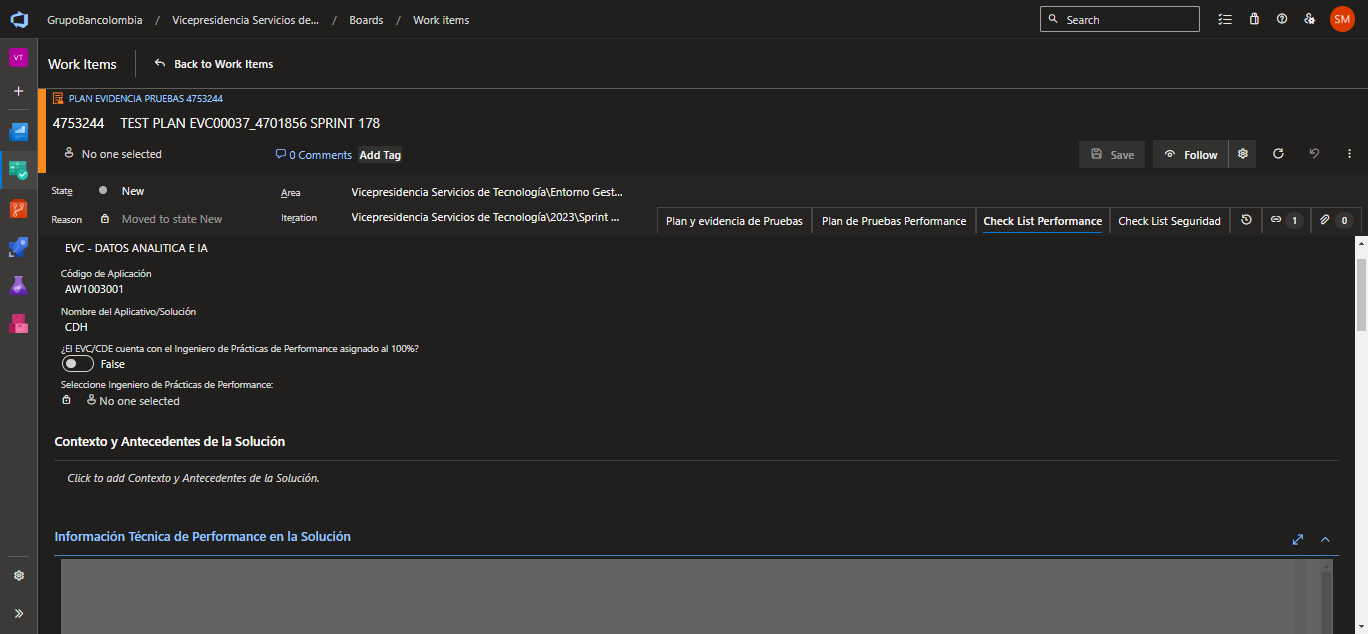 GrupoBancolombia / Vicepresidencia Servicios de... / Boards / Work items
Search
SM
VT
Work Items
Back to Work Items
PLAN EVIDENCIA PRUEBAS 4753244
4753244 TEST PLAN EVC00037_4701856 SPRINT 178
No one selected
0 Comments
Add Tag
Save
Follow
State
New
Area
Vicepresidencia Servicios de Tecnología\Entorno Gest...
Reason
Moved to state New
Iteration
Vicepresidencia Servicios de Tecnología\2023\Sprint ...
Plan y evidencia de Pruebas
Plan de Pruebas Performance
Check List Performance
Check List Seguridad
1
0
EVC - DATOS ANALITICA E IA
Código de Aplicación
AW1003001
Nombre del Aplicativo/Solución
CDH
¿El EVC/CDE cuenta con el Ingeniero de Prácticas de Performance asignado al 100%?
False
Seleccione Ingeniero de Prácticas de Performance:
No one selected
Contexto y Antecedentes de la Solución
Click to add Contexto y Antecedentes de la Solución.
Información Técnica de Performance en la Solución